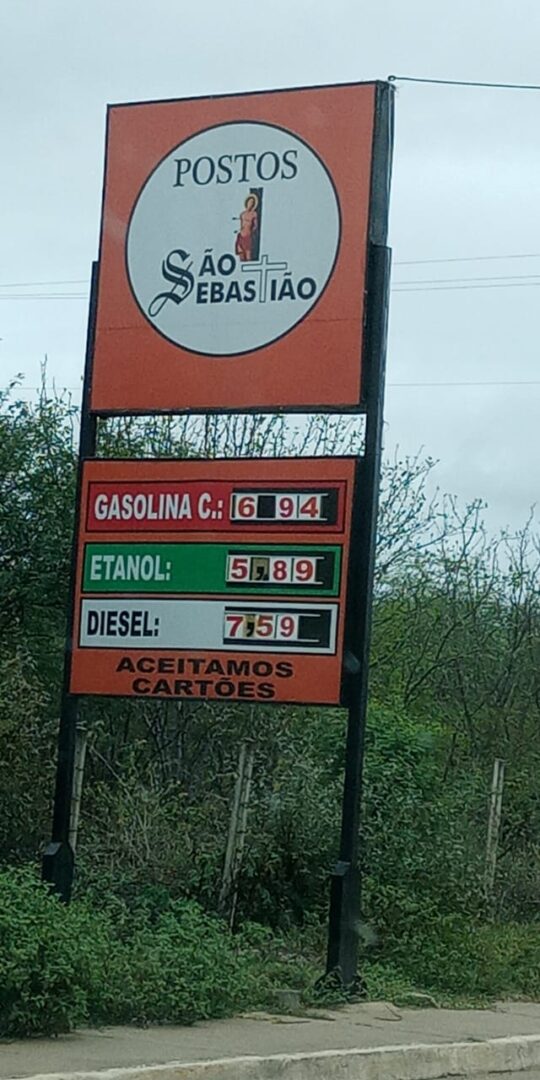 POSTOS
SÃO
SEBASTIÃO
GASOLINA C.: 6 94
ETANOL: 5,89
DIESEL: 7,59
ACEITAMOS
CARTÕES